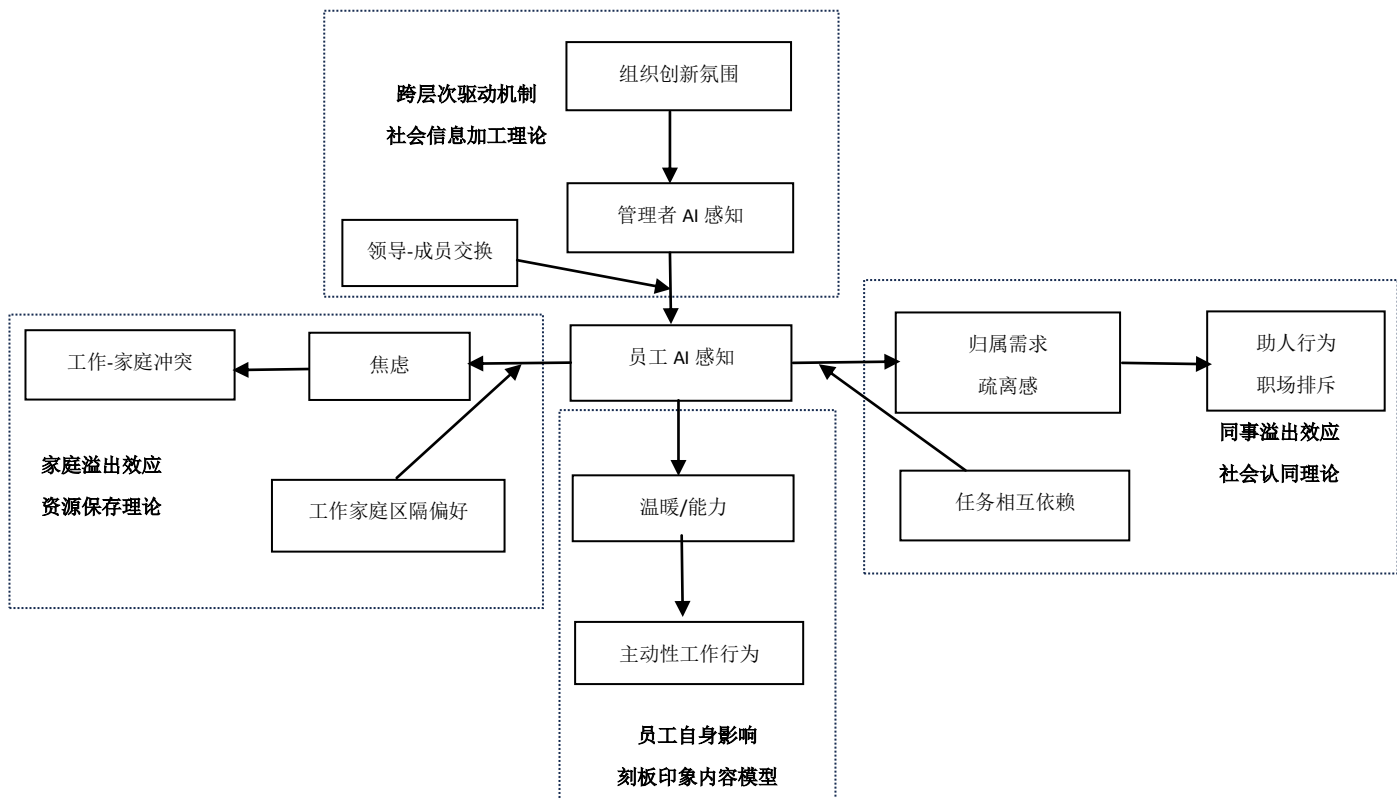 组织创新氛围
跨层次驱动机制
社会信息加工理论
管理者 AI 感知
领导-成员交换
工作-家庭冲突
焦虑
员工 AI 感知
归属需求
疏离感
助人行为
职场排斥
同事溢出效应
社会认同理论
家庭溢出效应
资源保存理论
工作家庭区隔偏好
温暖/能力
任务相互依赖
主动性工作行为
员工自身影响
刻板印象内容模型